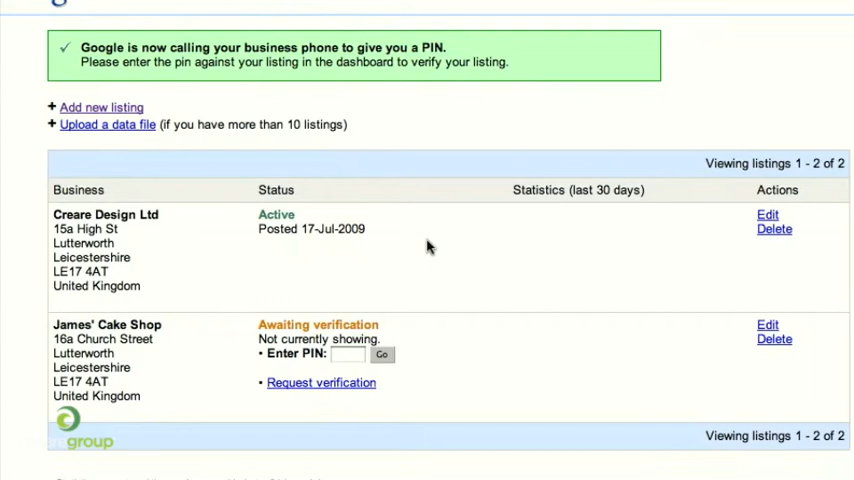 Google is now calling your business phone to give you a PIN.
Please enter the pin against your listing in the dashboard to verify your listing.
+ Add new listing
+ Upload a data file (if you have more than 10 listings)
Viewing listings 1 - 2 of 2
Business Status Statistics (last 30 days) Actions
Creare Design Ltd Active Edit
15a High St Posted 17-Jul-2009 Delete
Lutterworth
Leicestershire
LE17 4AT
United Kingdom
James' Cake Shop Awaiting verification Edit
16a Church Street Not currently showing. Delete
Lutterworth • Enter PIN: Go
Leicestershire
LE17 4AT • Request verification
United Kingdom
group
Viewing listings 1 - 2 of 2